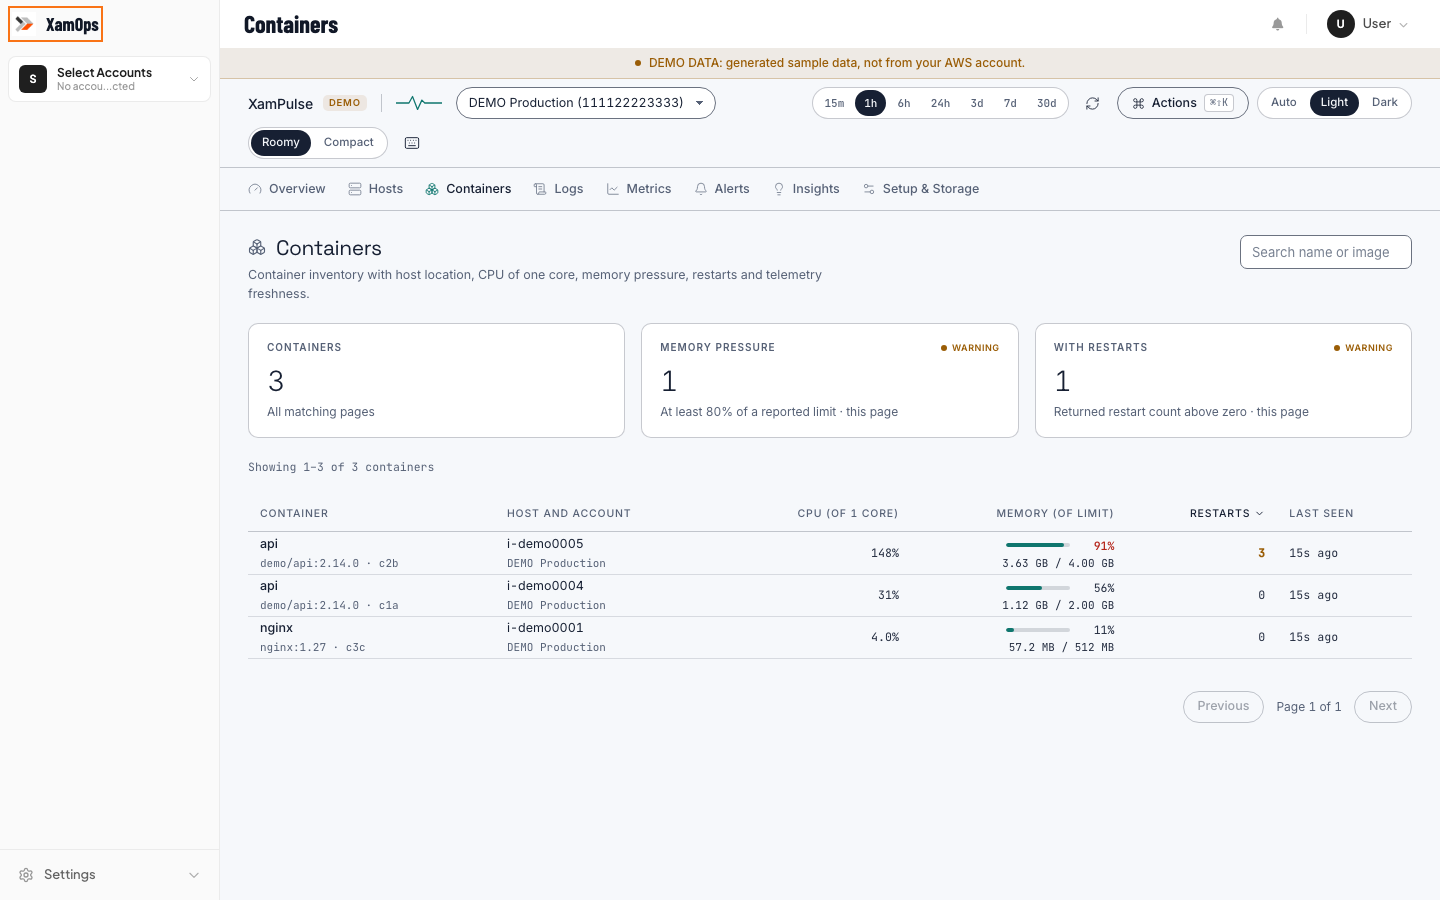 XamOps
Containers
U User
S Select Accounts
No accou...cted
DEMO DATA: generated sample data, not from your AWS account.
XamPulse DEMO DEMO Production (111122223333) 15m 1h 6h 24h 3d 7d 30d ⌘ Actions ⌘⇧K Auto Light Dark
Roomy Compact
Overview Hosts Containers Logs Metrics Alerts Insights Setup & Storage
Containers
Search name or image
Container inventory with host location, CPU of one core, memory pressure, restarts and telemetry
freshness.
CONTAINERS
3
All matching pages
MEMORY PRESSURE WARNING
1
At least 80% of a reported limit · this page
WITH RESTARTS WARNING
1
Returned restart count above zero · this page
Showing 1–3 of 3 containers
CONTAINER HOST AND ACCOUNT CPU (OF 1 CORE) MEMORY (OF LIMIT) RESTARTS LAST SEEN
api i-demo0005 148% 91% 3 15s ago
demo/api:2.14.0 · c2b DEMO Production 3.63 GB / 4.00 GB
api i-demo0004 31% 56% 0 15s ago
demo/api:2.14.0 · c1a DEMO Production 1.12 GB / 2.00 GB
nginx i-demo0001 4.0% 11% 0 15s ago
nginx:1.27 · c3c DEMO Production 57.2 MB / 512 MB
Previous Page 1 of 1 Next
Settings